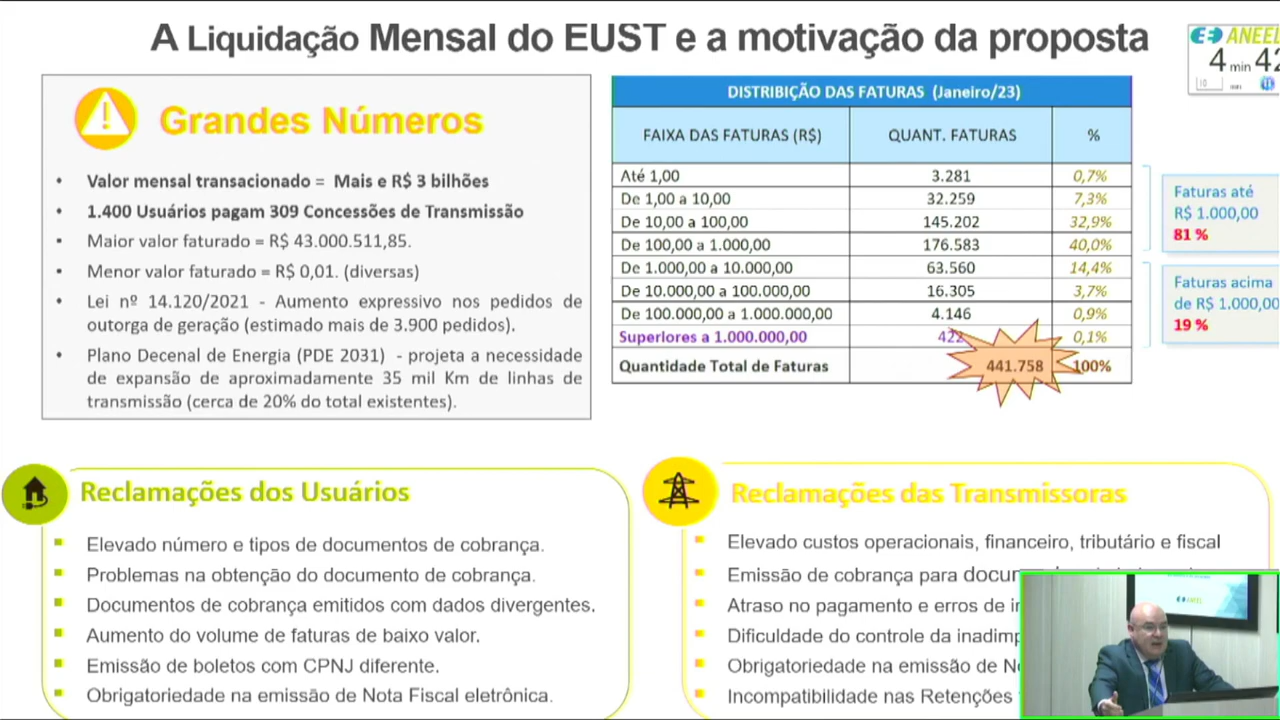 A Liquidação Mensal do EUST e a motivação da proposta
ANEEL
4 min 42
10
Grandes Números
• Valor mensal transacionado = Mais e R$ 3 bilhões
• 1.400 Usuários pagam 309 Concessões de Transmissão
• Maior valor faturado = R$ 43.000.511,85.
• Menor valor faturado = R$ 0,01. (diversas)
• Lei nº 14.120/2021 - Aumento expressivo nos pedidos de
outorga de geração (estimado mais de 3.900 pedidos).
• Plano Decenal de Energia (PDE 2031) - projeta a necessidade
de expansão de aproximadamente 35 mil Km de linhas de
transmissão (cerca de 20% do total existentes).
DISTRIBIÇÃO DAS FATURAS (Janeiro/23)
FAIXA DAS FATURAS (R$) QUANT. FATURAS %
Até 1,00 3.281 0,7%
De 1,00 a 10,00 32.259 7,3%
De 10,00 a 100,00 145.202 32,9%
De 100,00 a 1.000,00 176.583 40,0%
De 1.000,00 a 10.000,00 63.560 14,4%
De 10.000,00 a 100.000,00 16.305 3,7%
De 100.000,00 a 1.000.000,00 4.146 0,9%
Superiores a 1.000.000,00 422 0,1%
Quantidade Total de Faturas 441.758 100%
Faturas até
R$ 1.000,00
81 %
Faturas acima
de R$ 1.000,00
19 %
Reclamações dos Usuários
Elevado número e tipos de documentos de cobrança.
Problemas na obtenção do documento de cobrança.
Documentos de cobrança emitidos com dados divergentes.
Aumento do volume de faturas de baixo valor.
Emissão de boletos com CPNJ diferente.
Obrigatoriedade na emissão de Nota Fiscal eletrônica.
Reclamações das Transmissoras
Elevado custos operacionais, financeiro, tributário e fiscal
Emissão de cobrança para docum
Atraso no pagamento e erros de i
Dificuldade do controle da inadimp
Obrigatoriedade na emissão de N
Incompatibilidade nas Retenções
ANEEL